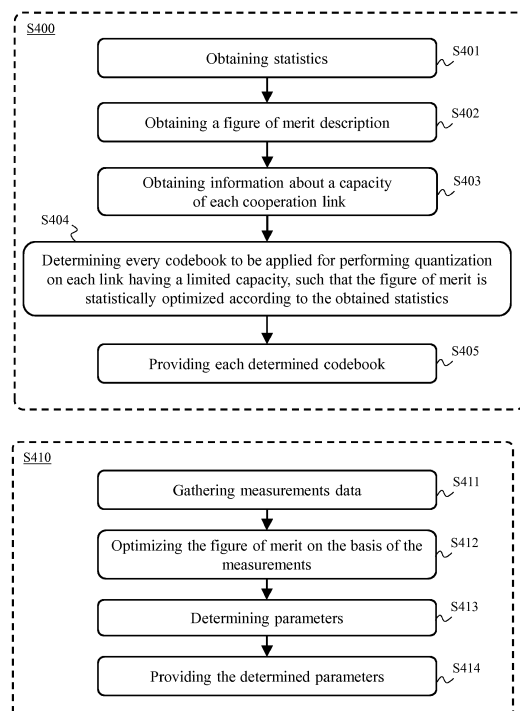 S400
Obtaining statistics
S401
Obtaining a figure of merit description
S402
Obtaining information about a capacity
of each cooperation link
S403
S404
Determining every codebook to be applied for performing quantization
on each link having a limited capacity, such that the figure of merit is
statistically optimized according to the obtained statistics
Providing each determined codebook
S405
S410
Gathering measurements data
S411
Optimizing the figure of merit on the basis of the
measurements
S412
Determining parameters
S413
Providing the determined parameters
S414